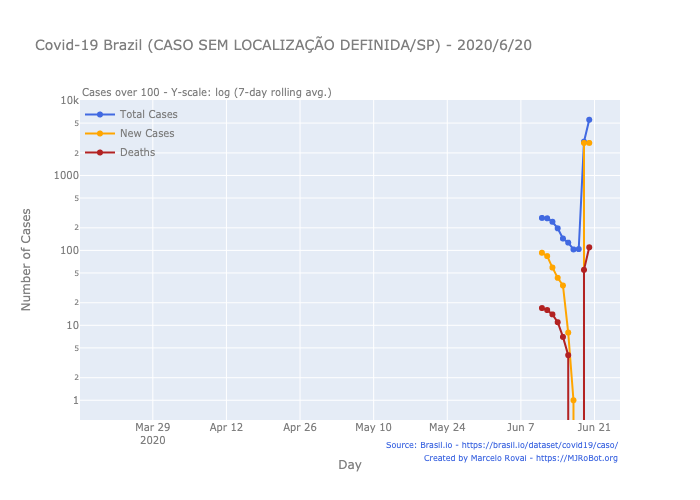 Covid-19 Brazil (CASO SEM LOCALIZAÇÃO DEFINIDA/SP) - 2020/6/20
Cases over 100 - Y-scale: log (7-day rolling avg.)
10k
5
2
1000
5
2
100
5
2
10
5
2
1
Total Cases
New Cases
Deaths
Number of Cases
Mar 29
2020
Apr 12
Apr 26
May 10
May 24
Jun 7
Jun 21
Day
Source: Brasil.io - https://brasil.io/dataset/covid19/caso/
Created by Marcelo Rovai - https://MJRoBot.org